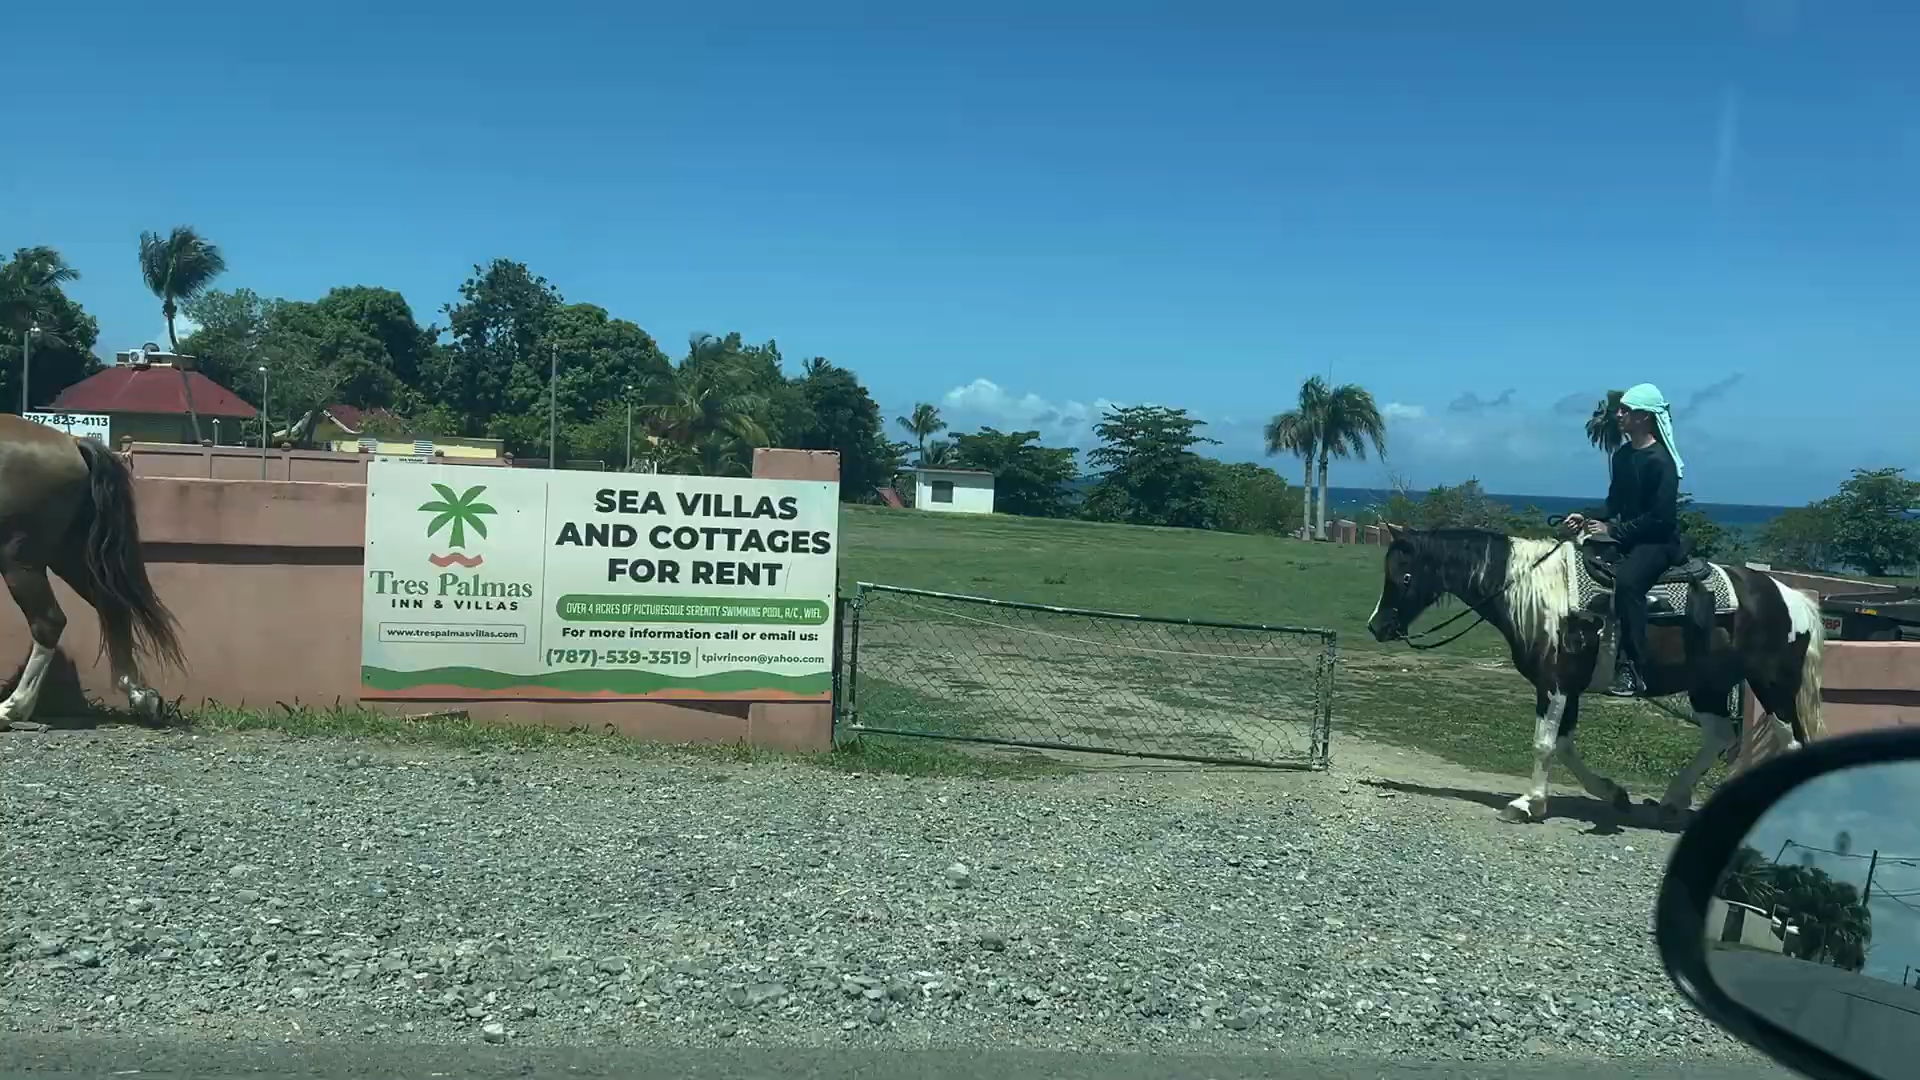 787-823-4113
Tres Palmas
INN & VILLAS
www.trespalmasvillas.com
SEA VILLAS
AND COTTAGES
FOR RENT
OVER 4 ACRES OF PICTURESQUE SERENITY SWIMMING POOL, A/C , WIFI,
For more information call or email us:
(787)-539-3519 tpivrincon@yahoo.com